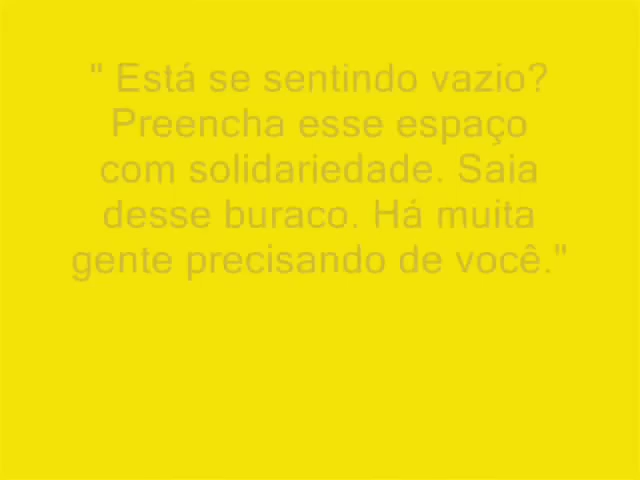 " Está se sentindo vazio?
Preencha esse espaço
com solidariedade. Saia
desse buraco. Há muita
gente precisando de você."